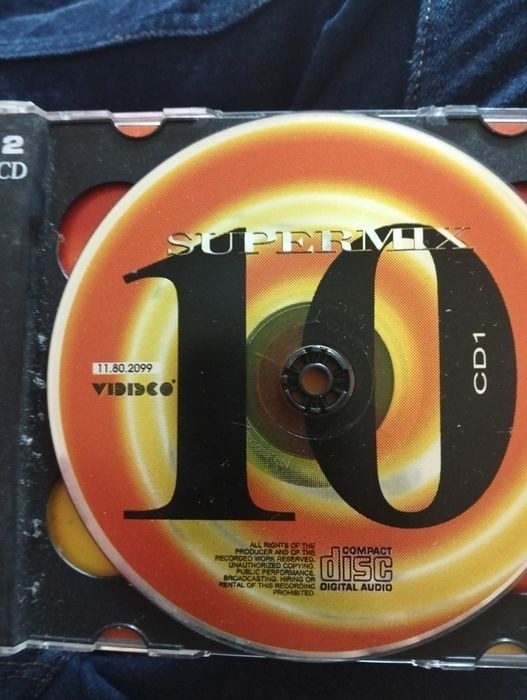 2
CD
SUPERMIX
10
CD1
11.80.2099
VIDISCO
ALL RIGHTS OF THE
PRODUCER AND OF THE
RECORDED WORK RESERVED.
UNAUTHORIZED COPYING,
PUBLIC PERFORMANCE,
BROADCASTING, HIRING OR
RENTAL OF THIS RECORDING
PROHIBITED.
COMPACT
disc
DIGITAL AUDIO